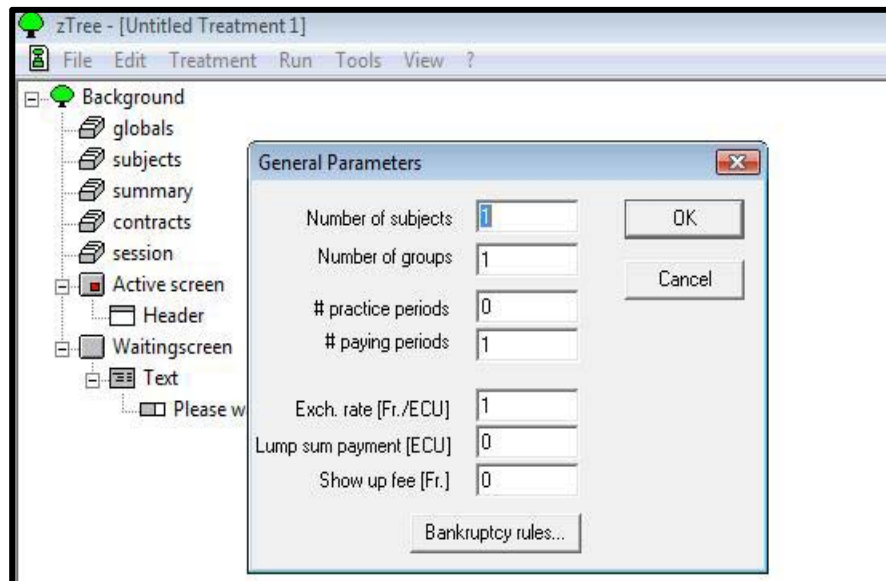 zTree - [Untitled Treatment 1]
File Edit Treatment Run Tools View ?
Background
globals
subjects
summary
contracts
session
Active screen
Header
Waitingscreen
Text
Please w
General Parameters
Number of subjects 1
Number of groups 1
# practice periods 0
# paying periods 1
Exch. rate [Fr./ECU] 1
Lump sum payment [ECU] 0
Show up fee [Fr.] 0
OK
Cancel
Bankruptcy rules...